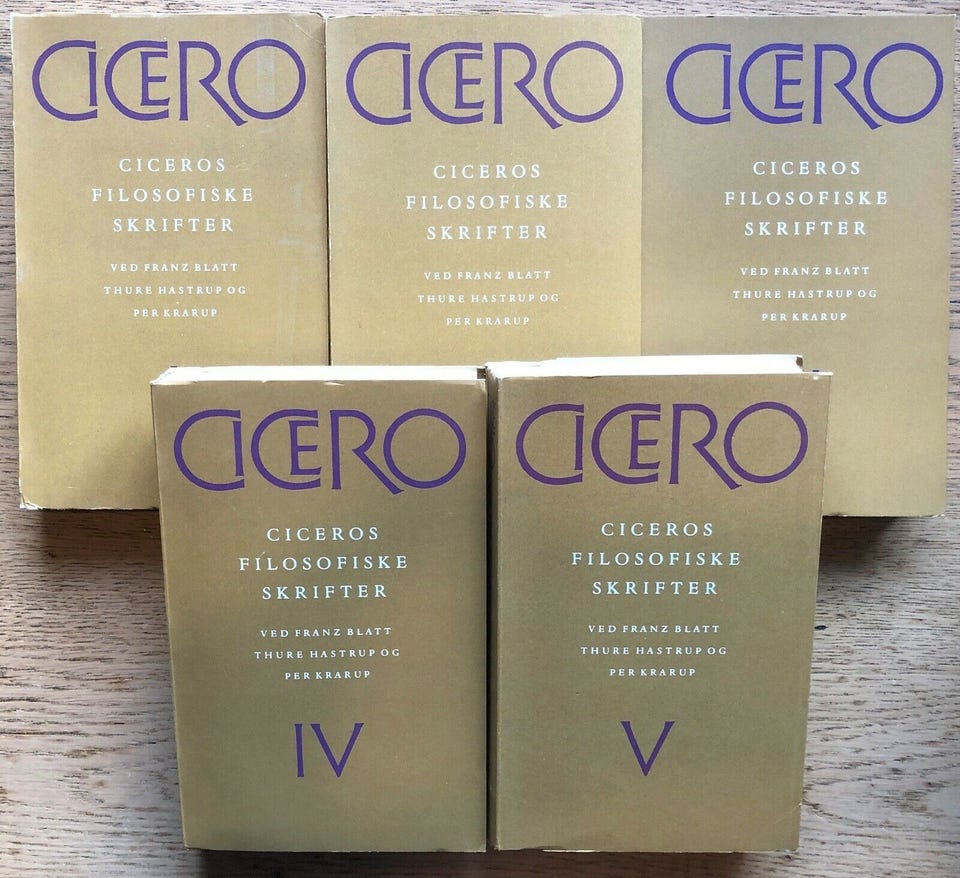 CICERO
CICEROS
FILOSOFISKE
SKRIFTER
VED FRANZ BLATT
THURE HASTRUP OG
PER KRARUP
CICERO
CICEROS
FILOSOFISKE
SKRIFTER
VED FRANZ BLATT
THURE HASTRUP OG
PER KRARUP
CICERO
CICEROS
FILOSOFISKE
SKRIFTER
VED FRANZ BLATT
THURE HASTRUP OG
PER KRARUP
CICERO
CICEROS
FILOSOFISKE
SKRIFTER
VED FRANZ BLATT
THURE HASTRUP OG
PER KRARUP
IV
CICERO
CICEROS
FILOSOFISKE
SKRIFTER
VED FRANZ BLATT
THURE HASTRUP OG
PER KRARUP
V